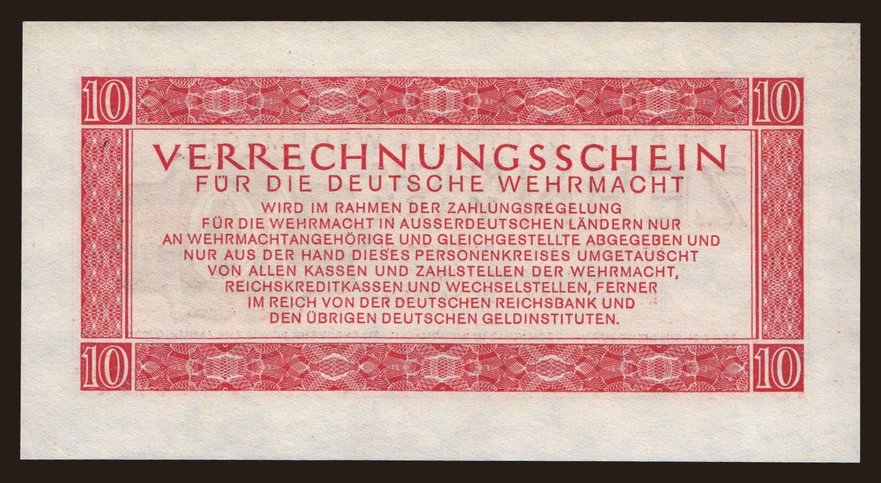 10 10
VERRECHNUNGSSCHEIN
FÜR DIE DEUTSCHE WEHRMACHT
WIRD IM RAHMEN DER ZAHLUNGSREGELUNG
FÜR DIE WEHRMACHT IN AUSSERDEUTSCHEN LÄNDERN NUR
AN WEHRMACHTANGEHÖRIGE UND GLEICHGESTELLTE ABGEGEBEN UND
NUR AUS DER HAND DIESES PERSONENKREISES UMGETAUSCHT
VON ALLEN KASSEN UND ZAHLSTELLEN DER WEHRMACHT,
REICHSKREDITKASSEN UND WECHSELSTELLEN, FERNER
IM REICH VON DER DEUTSCHEN REICHSBANK UND
DEN ÜBRIGEN DEUTSCHEN GELDINSTITUTEN.
10 10